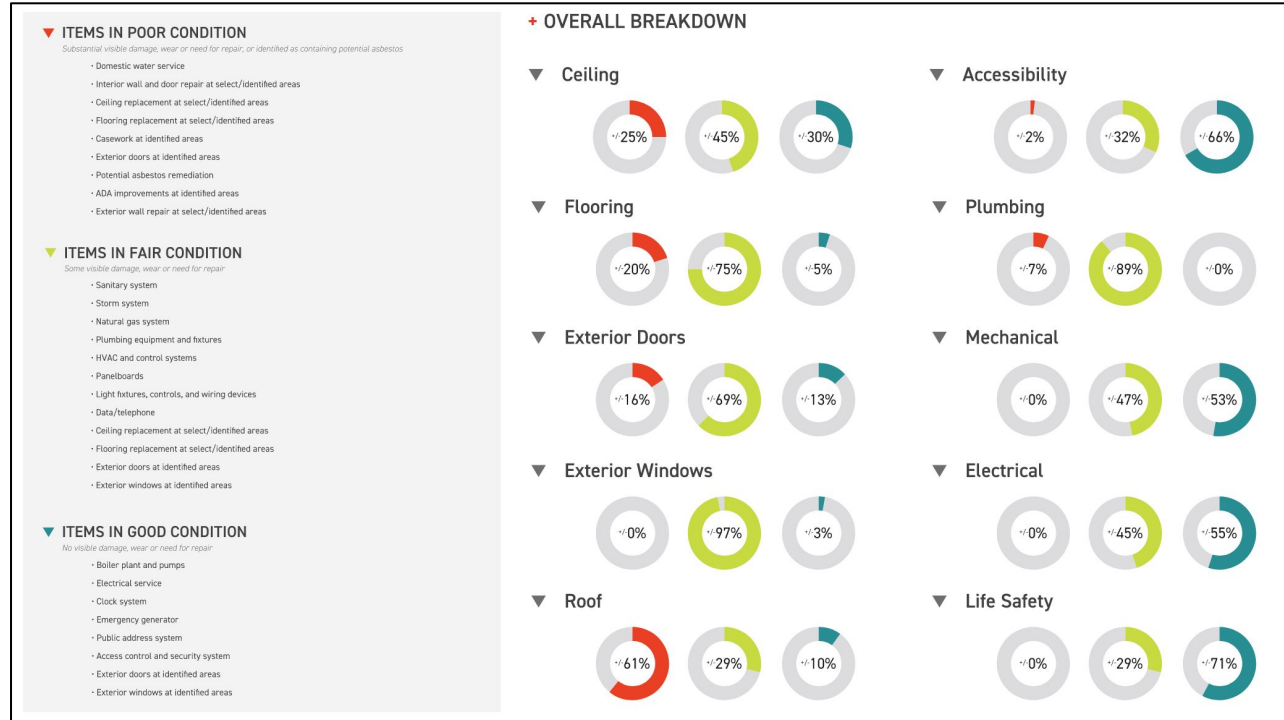 ITEMS IN POOR CONDITION
Substantial visible damage, wear or need for repair, or identified as containing potential asbestos
· Domestic water service
· Interior wall and door repair at select/identified areas
· Ceiling replacement at select/identified areas
· Flooring replacement at select/identified areas
· Casework at identified areas
· Exterior doors at identified areas
· Potential asbestos remediation
· ADA improvements at identified areas
· Exterior wall repair at select/identified areas
ITEMS IN FAIR CONDITION
Some visible damage, wear or need for repair
· Sanitary system
· Storm system
· Natural gas system
· Plumbing equipment and fixtures
· HVAC and control systems
· Panelboards
· Light fixtures, controls, and wiring devices
· Data/telephone
· Ceiling replacement at select/identified areas
· Flooring replacement at select/identified areas
· Exterior doors at identified areas
· Exterior windows at identified areas
ITEMS IN GOOD CONDITION
No visible damage, wear or need for repair
· Boiler plant and pumps
· Electrical service
· Clock system
· Emergency generator
· Public address system
· Access control and security system
· Exterior doors at identified areas
· Exterior windows at identified areas
+ OVERALL BREAKDOWN
Ceiling
+/-25% +/-45% +/-30%
Flooring
+/-20% +/-75% +/-5%
Exterior Doors
+/-16% +/-69% +/-13%
Exterior Windows
+/-0% +/-97% +/-3%
Roof
+/-61% +/-29% +/-10%
Accessibility
+/-2% +/-32% +/-66%
Plumbing
+/-7% +/-89% +/-0%
Mechanical
+/-0% +/-47% +/-53%
Electrical
+/-0% +/-45% +/-55%
Life Safety
+/-0% +/-29% +/-71%